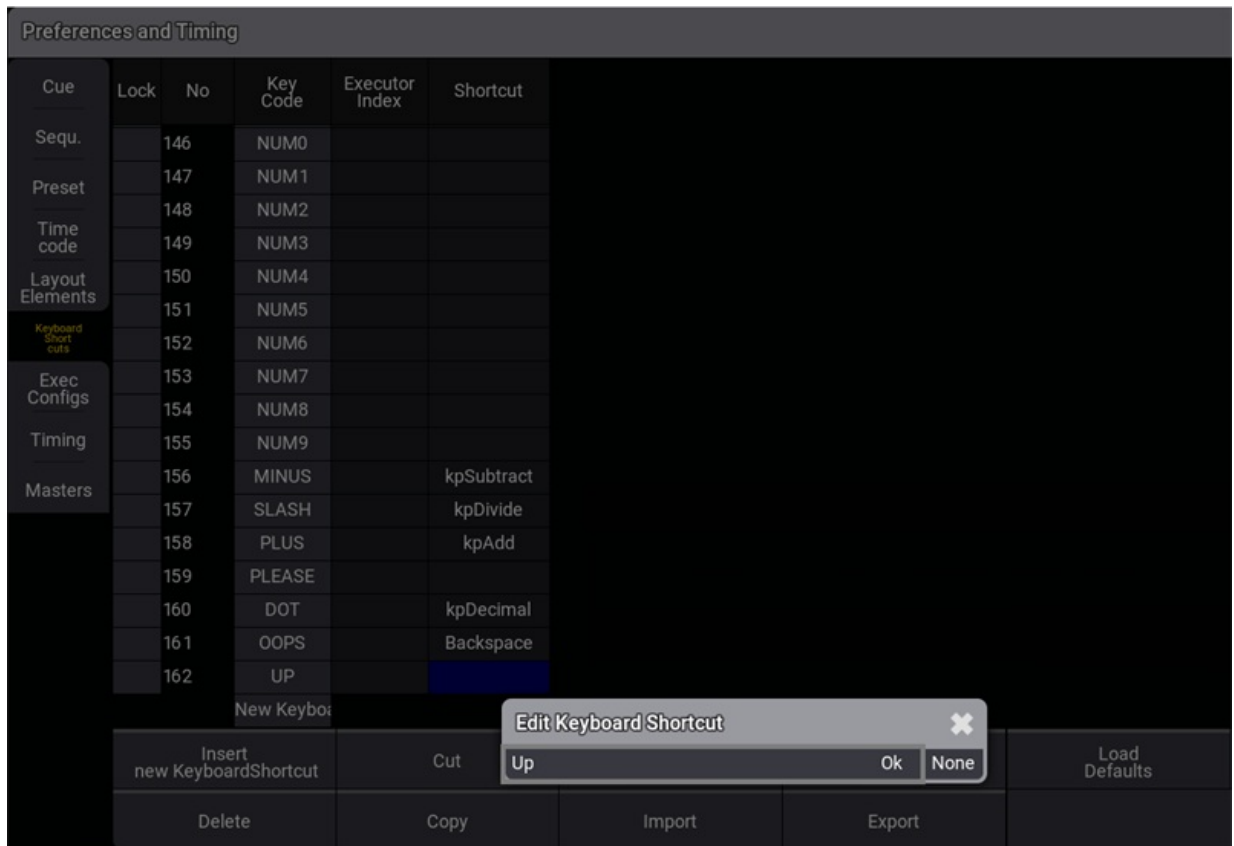 Preferences and Timing
Cue
Sequ.
Preset
Time
code
Layout
Elements
Keyboard
Short
cuts
Exec
Configs
Timing
Masters
Lock No Key Code Executor Index Shortcut
146 NUM0
147 NUM1
148 NUM2
149 NUM3
150 NUM4
151 NUM5
152 NUM6
153 NUM7
154 NUM8
155 NUM9
156 MINUS kpSubtract
157 SLASH kpDivide
158 PLUS kpAdd
159 PLEASE
160 DOT kpDecimal
161 OOPS Backspace
162 UP
New Keyboa
Edit Keyboard Shortcut
Up Ok None
Insert
new KeyboardShortcut
Cut
Load
Defaults
Delete Copy Import Export